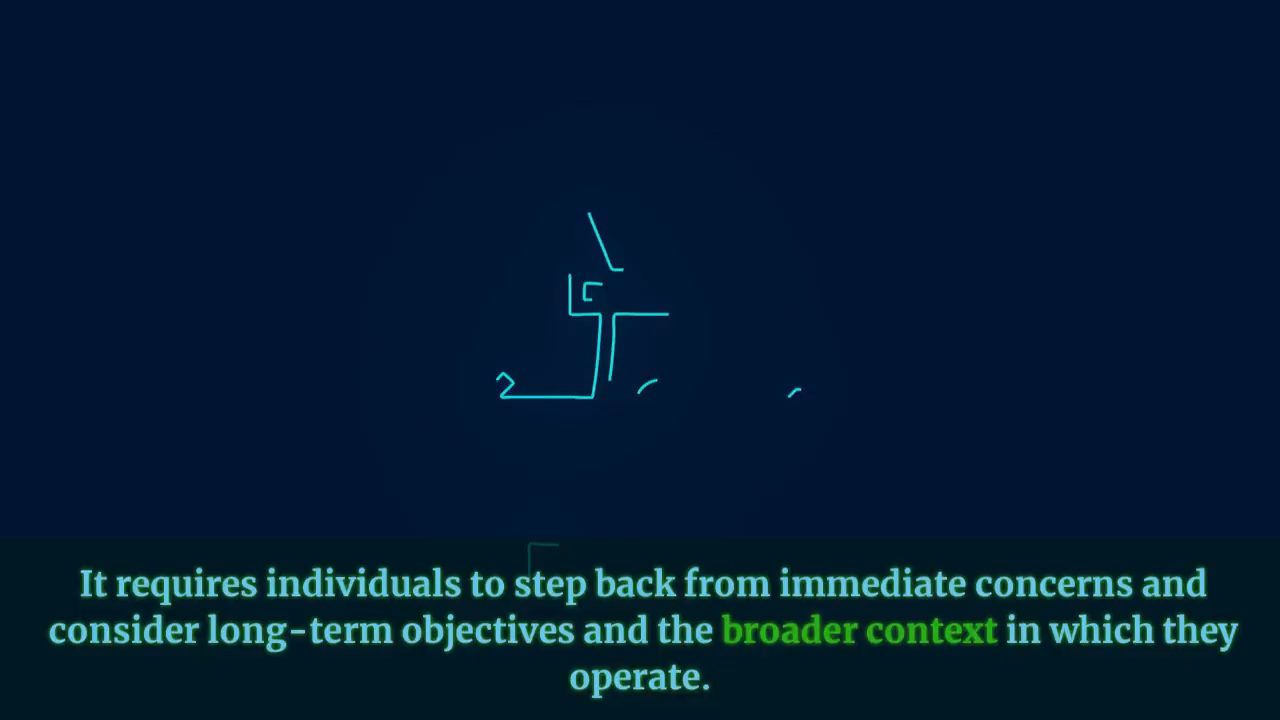 It requires individuals to step back from immediate concerns and
consider long-term objectives and the broader context in which they
operate.